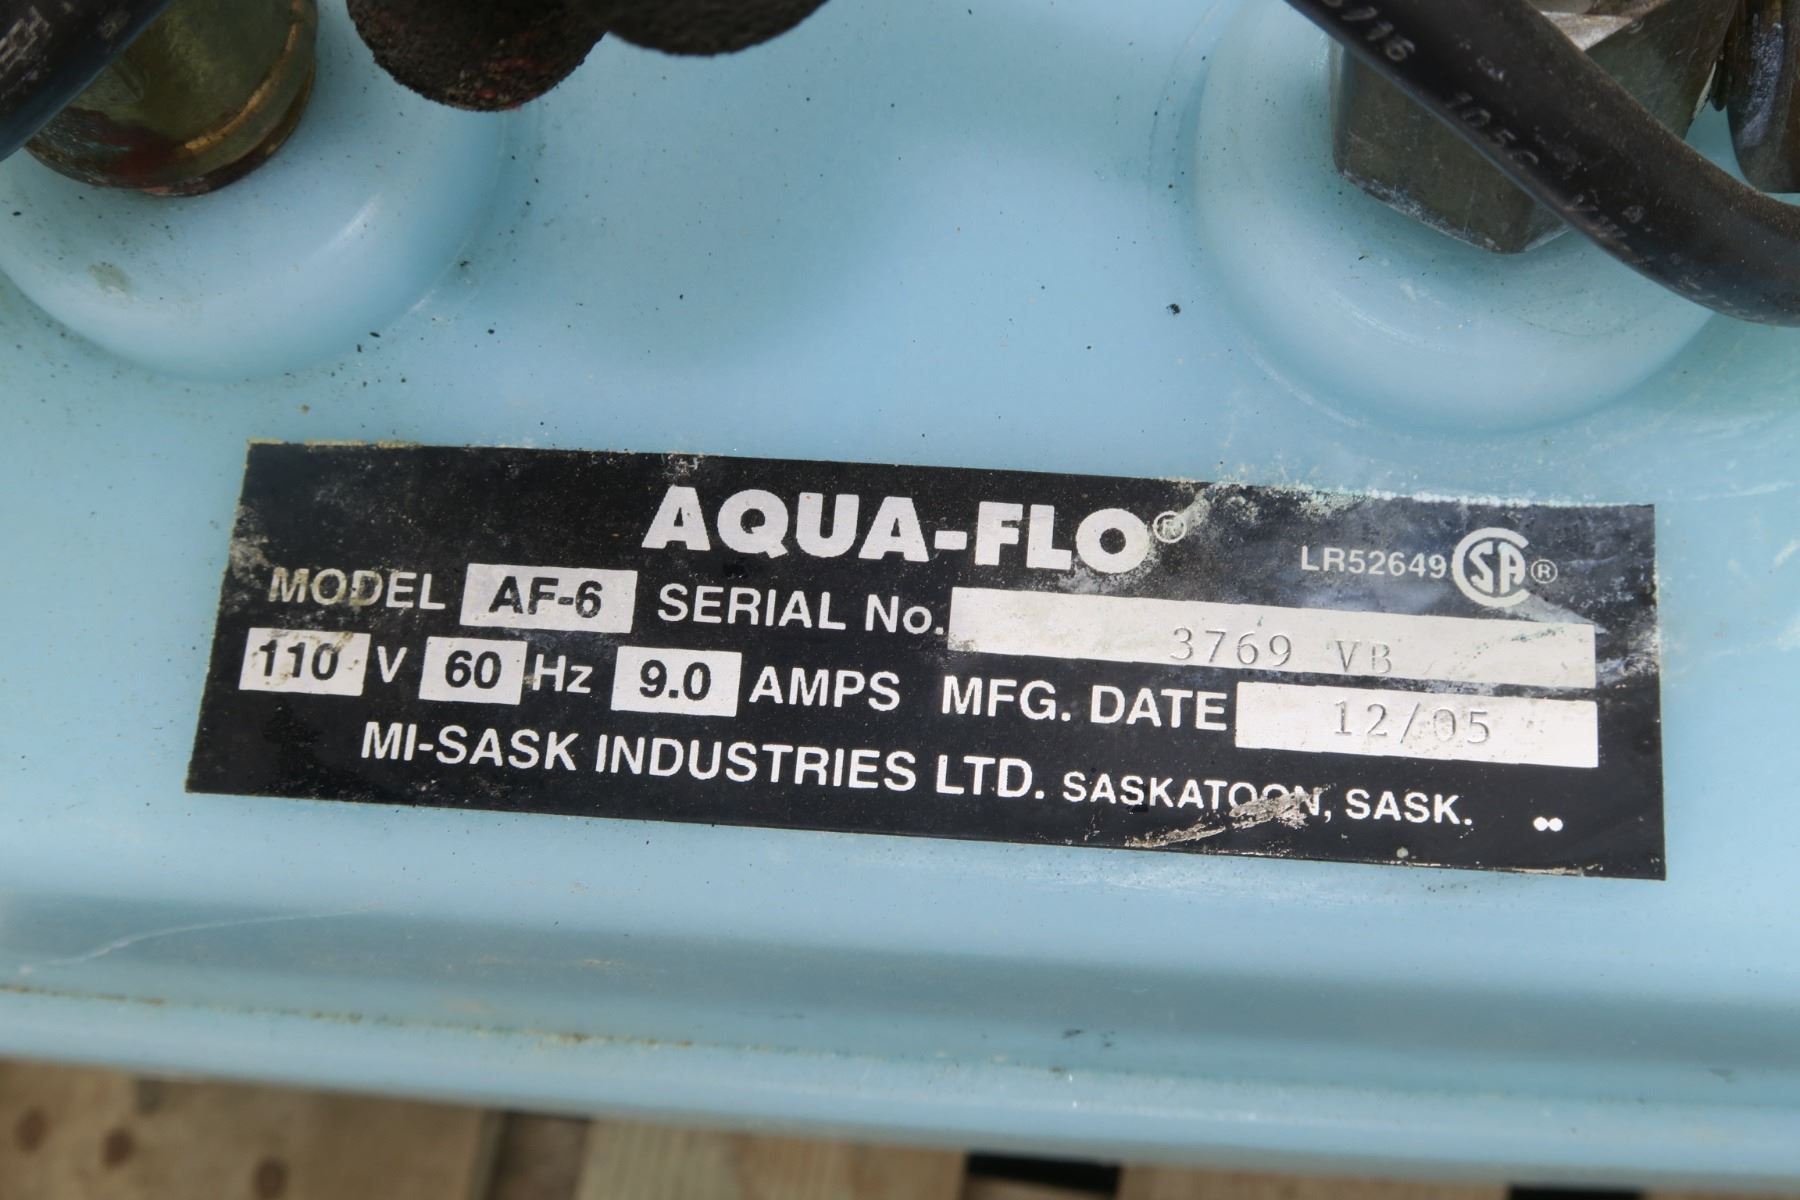 AQUA-FLO®
LR52649 SA®
MODEL AF-6 SERIAL No. 3769 VB
110 V 60 Hz 9.0 AMPS MFG. DATE 12/05
MI-SASK INDUSTRIES LTD. SASKATOON, SASK.
105C